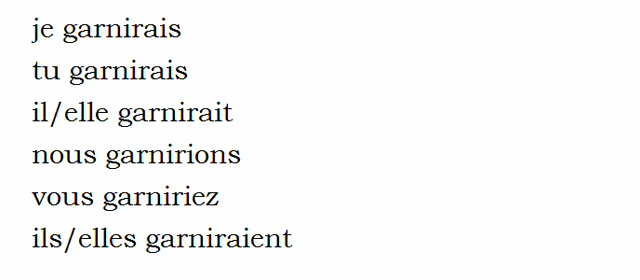 je garnirais
tu garnirais
il/elle garnirait
nous garnirions
vous garniriez
ils/elles garniraient